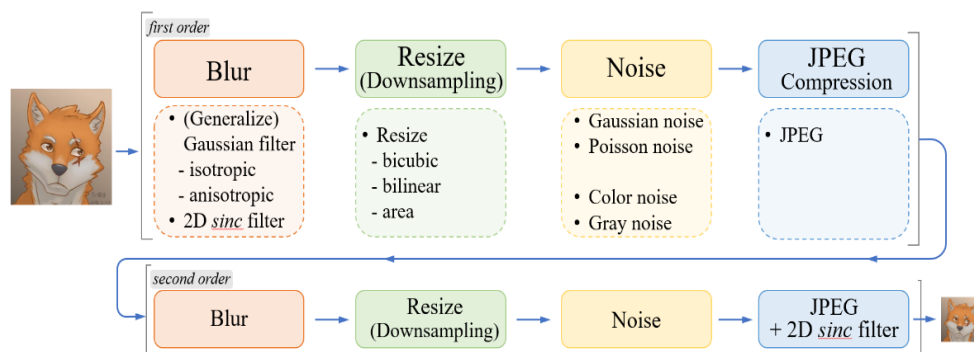 first order
Blur
Resize
(Downsampling)
Noise
JPEG
Compression
• (Generalize)
Gaussian filter
- isotropic
- anisotropic
• 2D sinc filter
• Resize
- bicubic
- bilinear
- area
• Gaussian noise
• Poisson noise
• Color noise
• Gray noise
• JPEG
second order
Blur
Resize
(Downsampling)
Noise
JPEG
+ 2D sinc filter